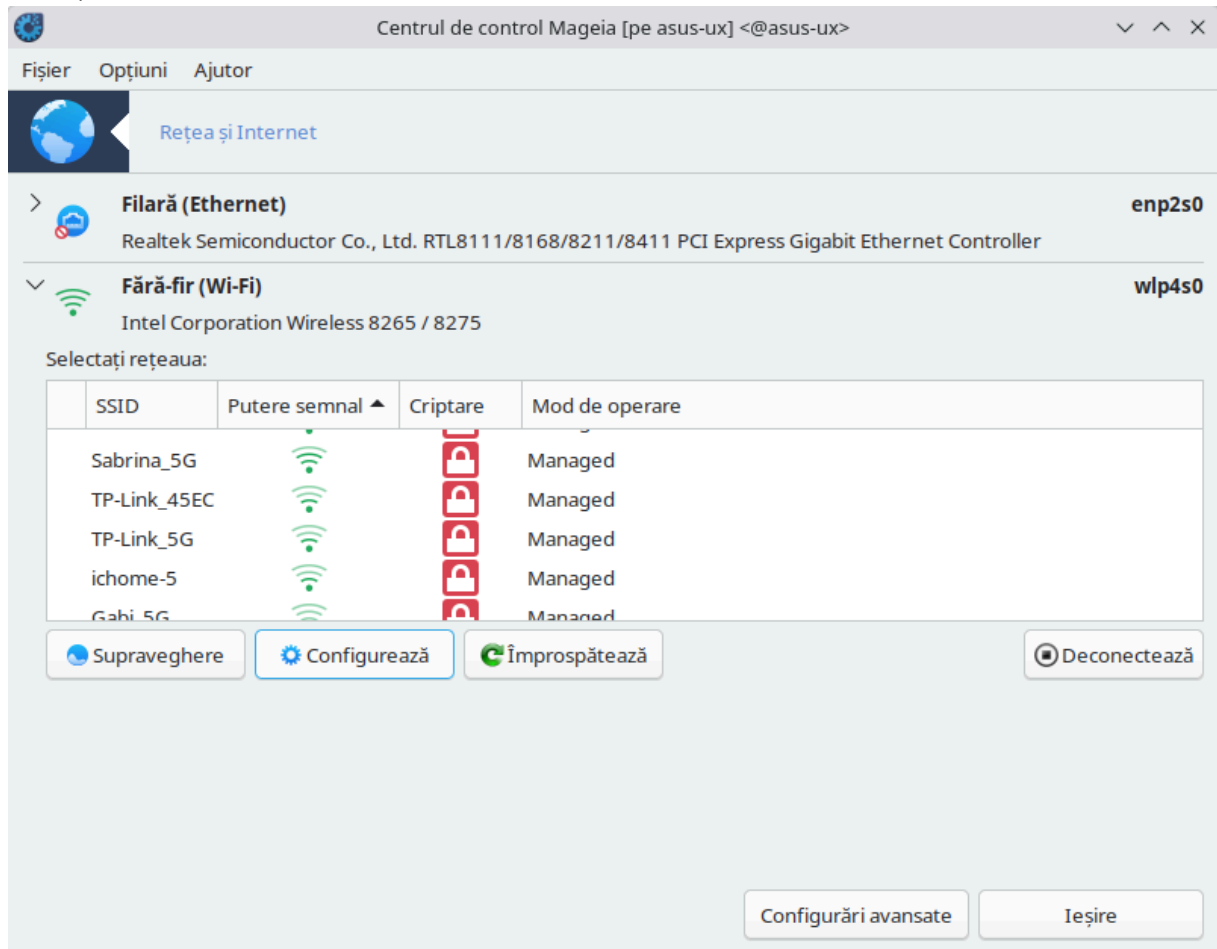 Centrul de control Mageia [pe asus-ux] <@asus-ux>
Fișier Opțiuni Ajutor
Rețea și Internet
Filară (Ethernet) enp2s0
Realtek Semiconductor Co., Ltd. RTL8111/8168/8211/8411 PCI Express Gigabit Ethernet Controller
Fără-fir (Wi-Fi) wlp4s0
Intel Corporation Wireless 8265 / 8275
Selectați rețeaua:
SSID Putere semnal Criptare Mod de operare
Sabrina_5G Managed
TP-Link_45EC Managed
TP-Link_5G Managed
ichome-5 Managed
Gabi_5G Managed
Supraveghere Configurează Împrospătează Deconectează
Configurări avansate Ieșire